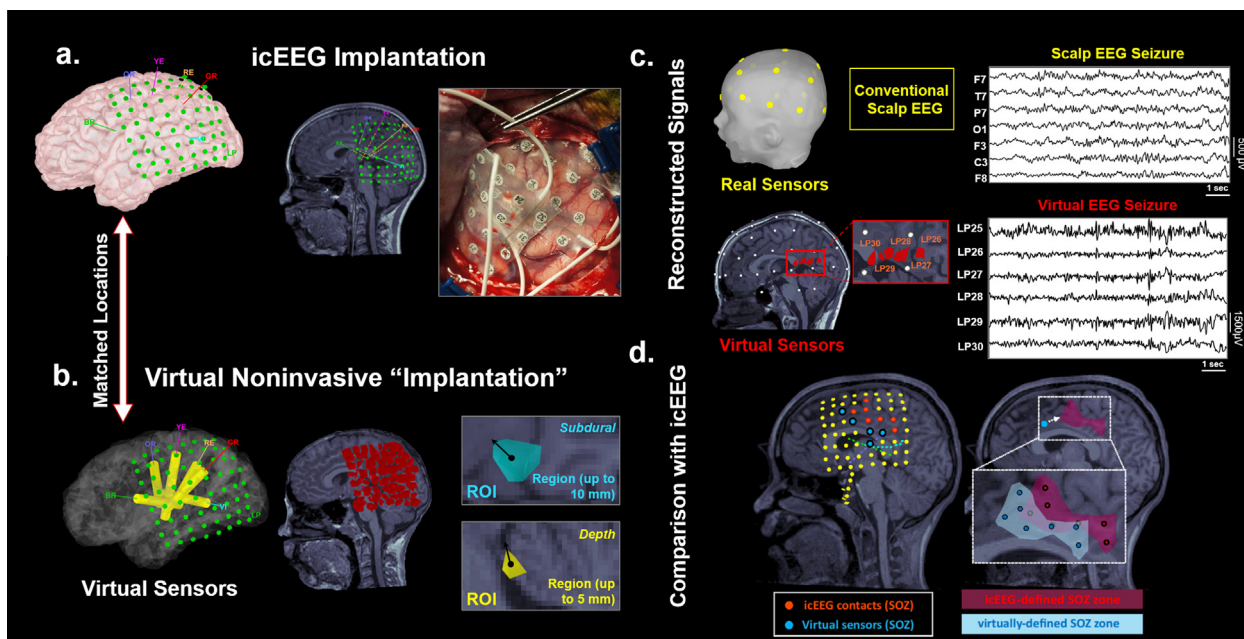 a.
icEEG Implantation
OR
YE
RE
GR
BR
LP
Matched Locations
b.
Virtual Noninvasive “Implantation”
OR
YE
RE
GR
BR
VI
LP
Virtual Sensors
Subdural
Region (up to
10 mm)
ROI
Depth
Region (up
to 5 mm)
ROI
c.
Reconstructed Signals
Conventional
Scalp EEG
Real Sensors
Scalp EEG Seizure
F7
T7
P7
O1
F3
C3
F8
500 µV
1 sec
LP30
LP28
LP26
LP29
LP27
Virtual Sensors
Virtual EEG Seizure
LP25
LP26
LP27
LP28
LP29
LP30
1500µV
1 sec
d.
Comparison with icEEG
icEEG contacts (SOZ)
Virtual sensors (SOZ)
icEEG-defined SOZ zone
virtually-defined SOZ zone